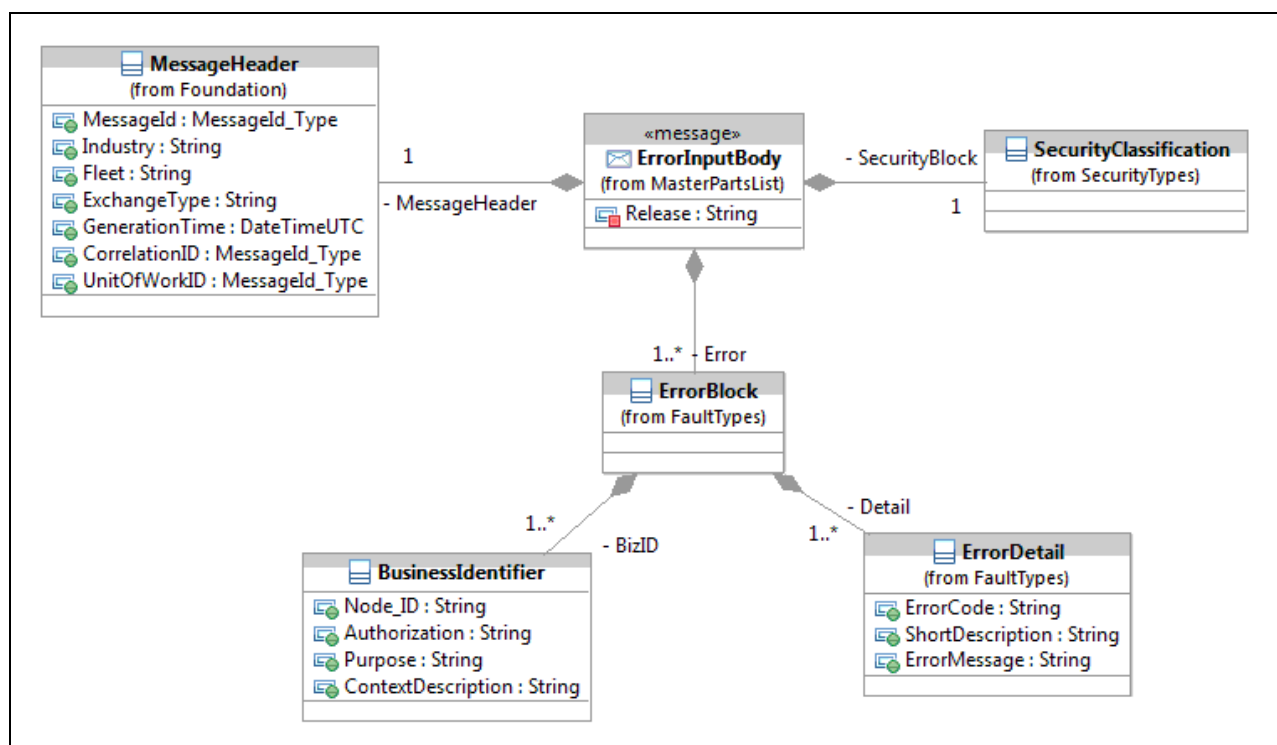 MessageHeader
(from Foundation)
MessageId : MessageId_Type
Industry : String
Fleet : String
ExchangeType : String
GenerationTime : DateTimeUTC
CorrelationID : MessageId_Type
UnitOfWorkID : MessageId_Type
1
- MessageHeader
«message»
ErrorInputBody
(from MasterPartsList)
Release : String
- SecurityBlock
1
SecurityClassification
(from SecurityTypes)
1..* - Error
ErrorBlock
(from FaultTypes)
1..*
- BizID
- Detail
1..*
BusinessIdentifier
Node_ID : String
Authorization : String
Purpose : String
ContextDescription : String
ErrorDetail
(from FaultTypes)
ErrorCode : String
ShortDescription : String
ErrorMessage : String